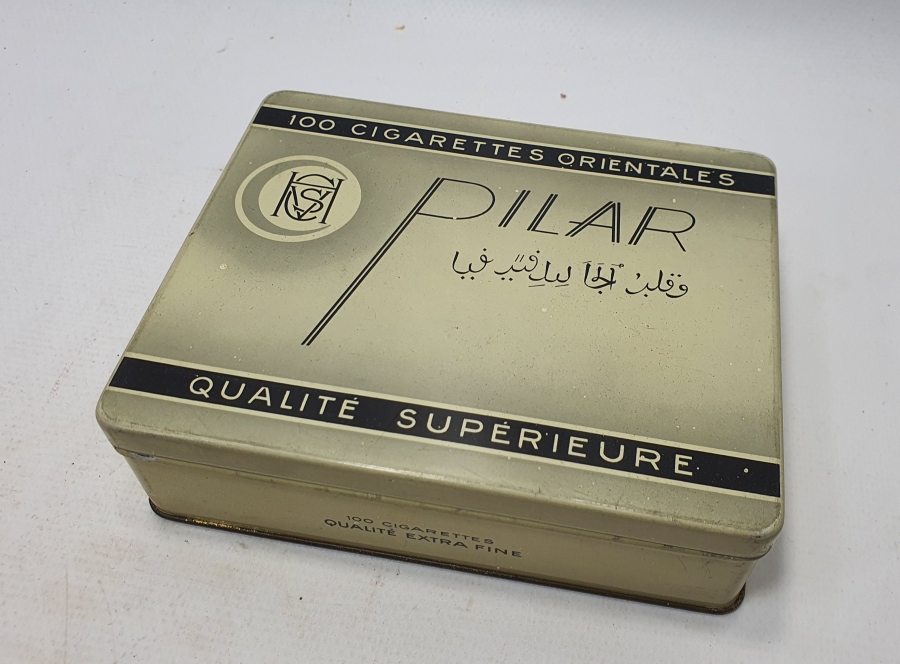 100 CIGARETTES ORIENTALES
PILAR
QUALITÉ SUPÉRIEURE
100 CIGARETTES
QUALITÉ EXTRA FINE